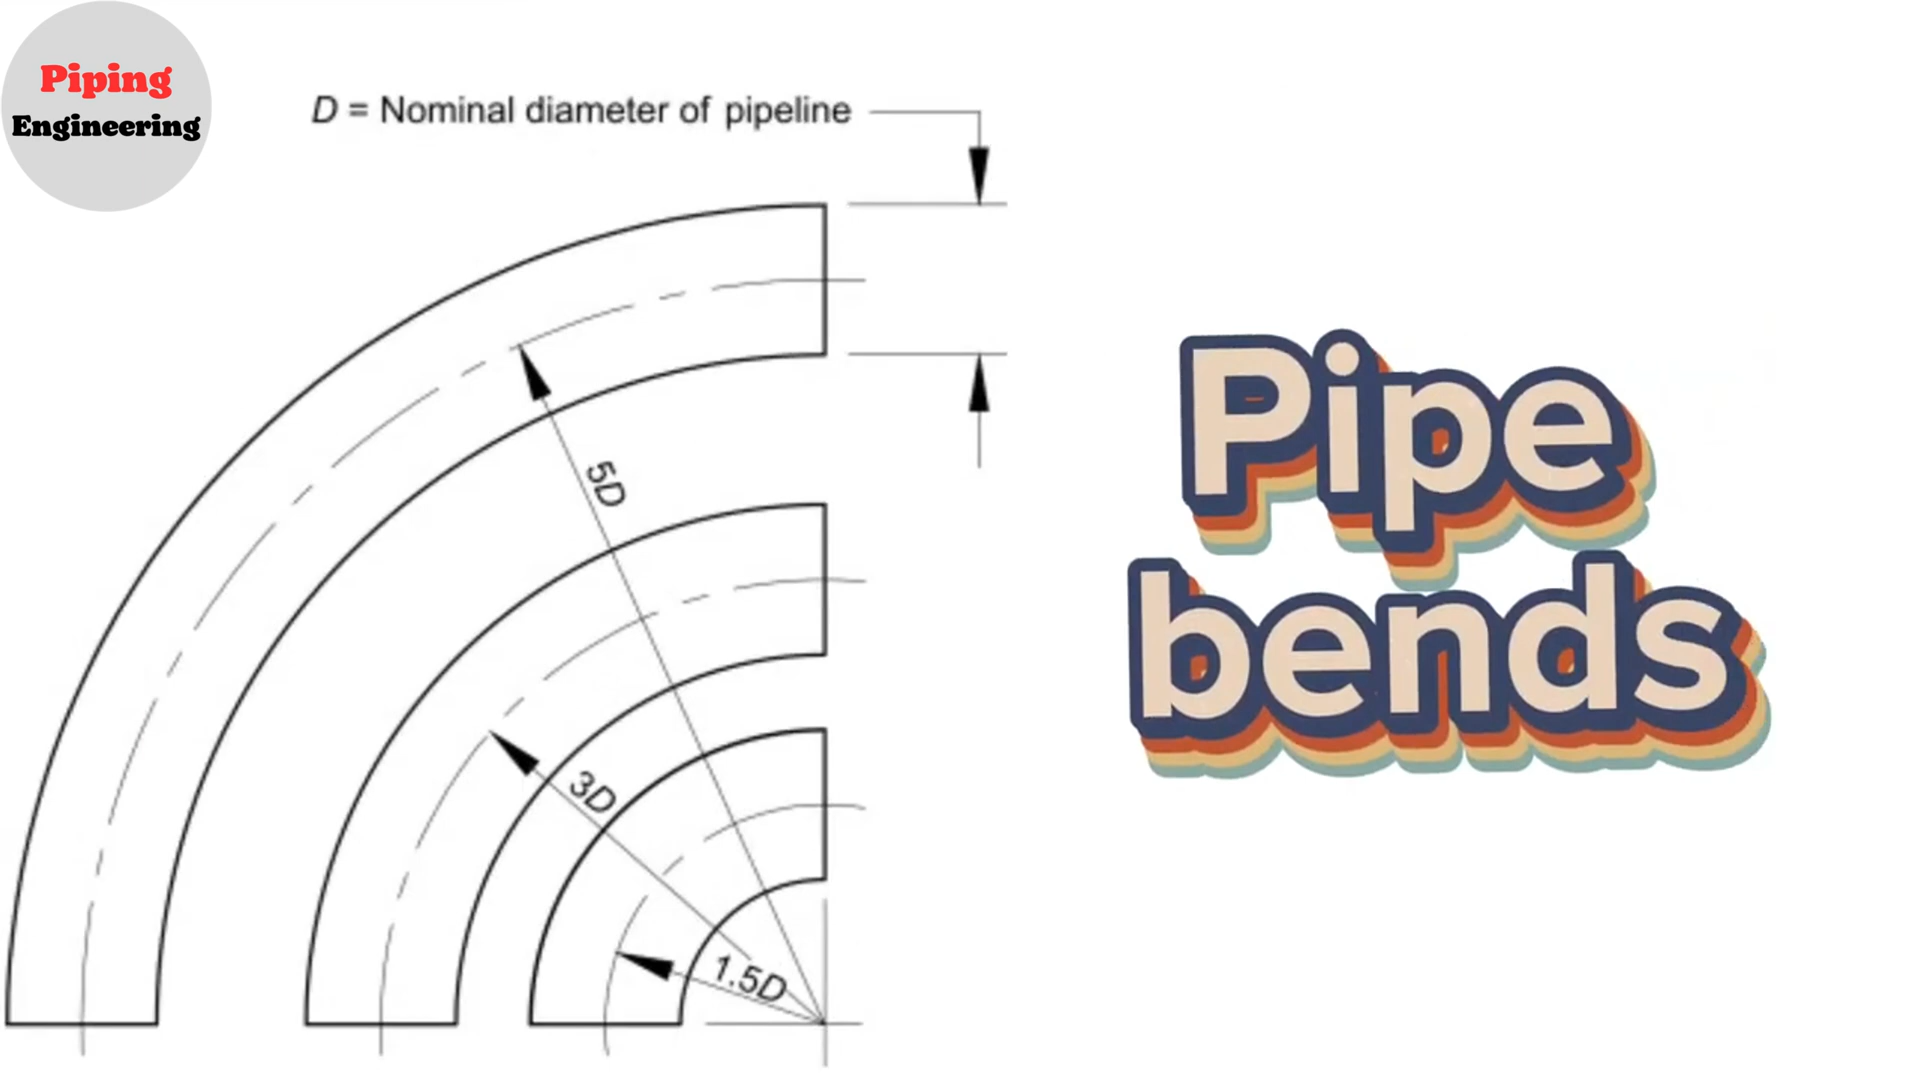 Piping
Engineering
D = Nominal diameter of pipeline
5D
3D
1.5D
Pipe
bends